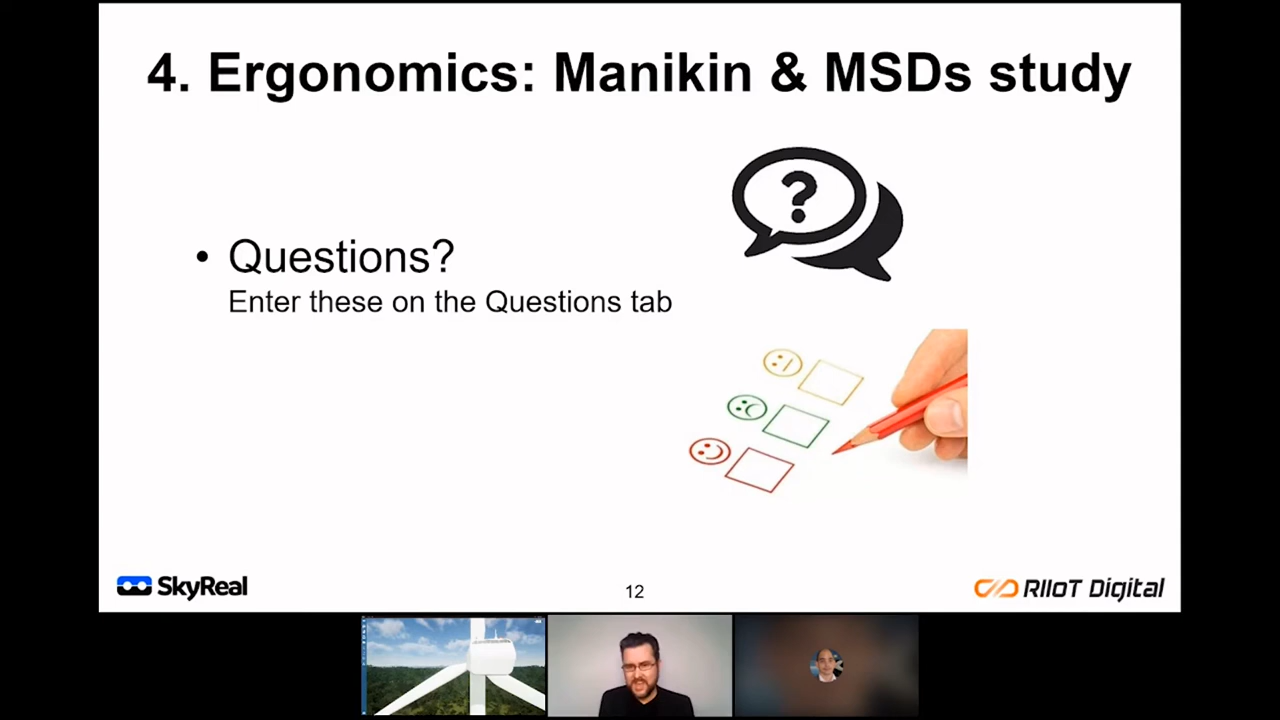 4. Ergonomics: Manikin & MSDs study
?
• Questions?
Enter these on the Questions tab
SkyReal
12
RIIOT Digital